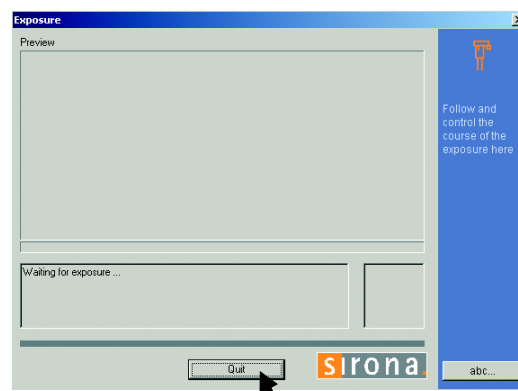 Exposure
Preview
Follow and
control the
course of the
exposure here
Waiting for exposure ...
Quit
sirona.
abc...